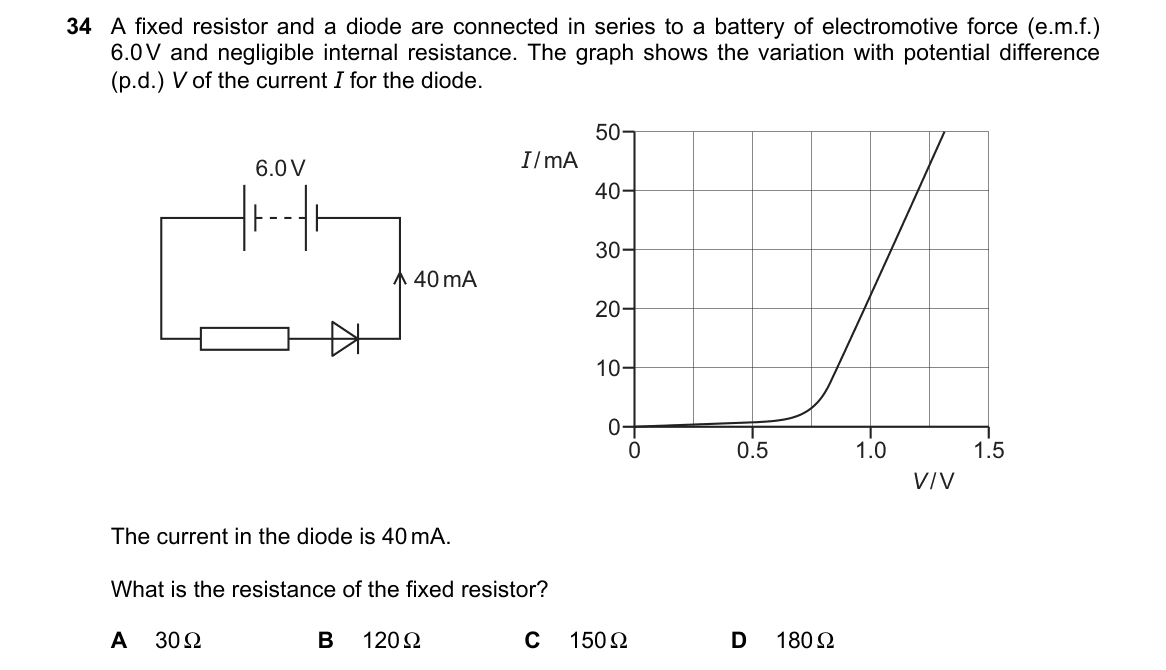 34 A fixed resistor and a diode are connected in series to a battery of electromotive force (e.m.f.)
6.0V and negligible internal resistance. The graph shows the variation with potential difference
(p.d.) V of the current I for the diode.
6.0V
40mA
I/mA
50
40
30
20
10
0
0 0.5 1.0 1.5
V/V
The current in the diode is 40mA.
What is the resistance of the fixed resistor?
A 30Ω B 120Ω C 150Ω D 180Ω